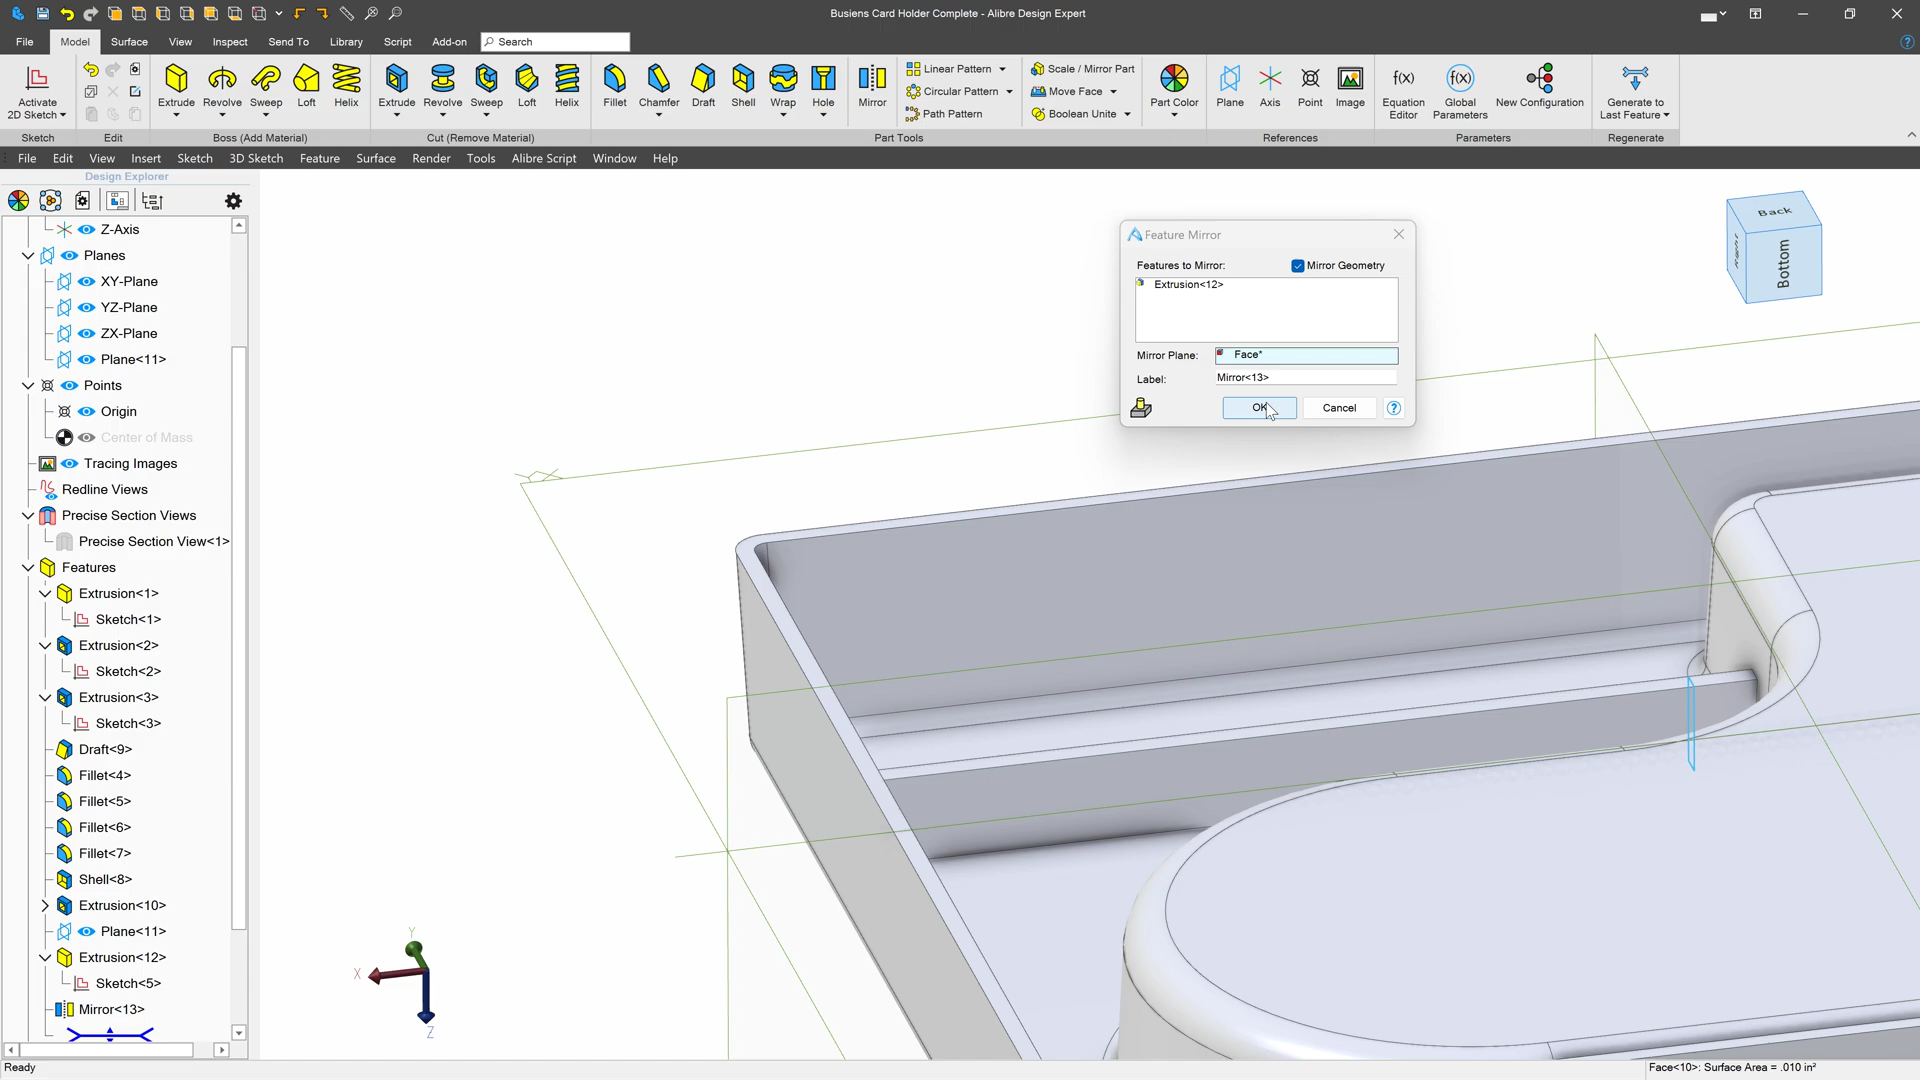 Busiens Card Holder Complete - Alibre Design Expert
File Model Surface View Inspect Send To Library Script Add-on Search
Activate
2D Sketch
Extrude Revolve Sweep Loft Helix
Extrude Revolve Sweep Loft Helix
Fillet Chamfer Draft Shell Wrap Hole Mirror
Linear Pattern
Circular Pattern
Path Pattern
Scale / Mirror Part
Move Face
Boolean Unite
Part Color
Plane Axis Point Image
Equation
Editor
Global
Parameters
New Configuration
Generate to
Last Feature
Sketch Edit Boss (Add Material) Cut (Remove Material) Part Tools References Parameters Regenerate
File Edit View Insert Sketch 3D Sketch Feature Surface Render Tools Alibre Script Window Help
Design Explorer
Z-Axis
Planes
XY-Plane
YZ-Plane
ZX-Plane
Plane<11>
Points
Origin
Center of Mass
Tracing Images
Redline Views
Precise Section Views
Precise Section View<1>
Features
Extrusion<1>
Sketch<1>
Extrusion<2>
Sketch<2>
Extrusion<3>
Sketch<3>
Draft<9>
Fillet<4>
Fillet<5>
Fillet<6>
Fillet<7>
Shell<8>
Extrusion<10>
Plane<11>
Extrusion<12>
Sketch<5>
Mirror<13>
Feature Mirror
Features to Mirror: Mirror Geometry
Extrusion<12>
Mirror Plane: Face*
Label: Mirror<13>
OK Cancel
Back
Right
Bottom
Y
X
Z
Ready
Face<10>: Surface Area = .010 in²